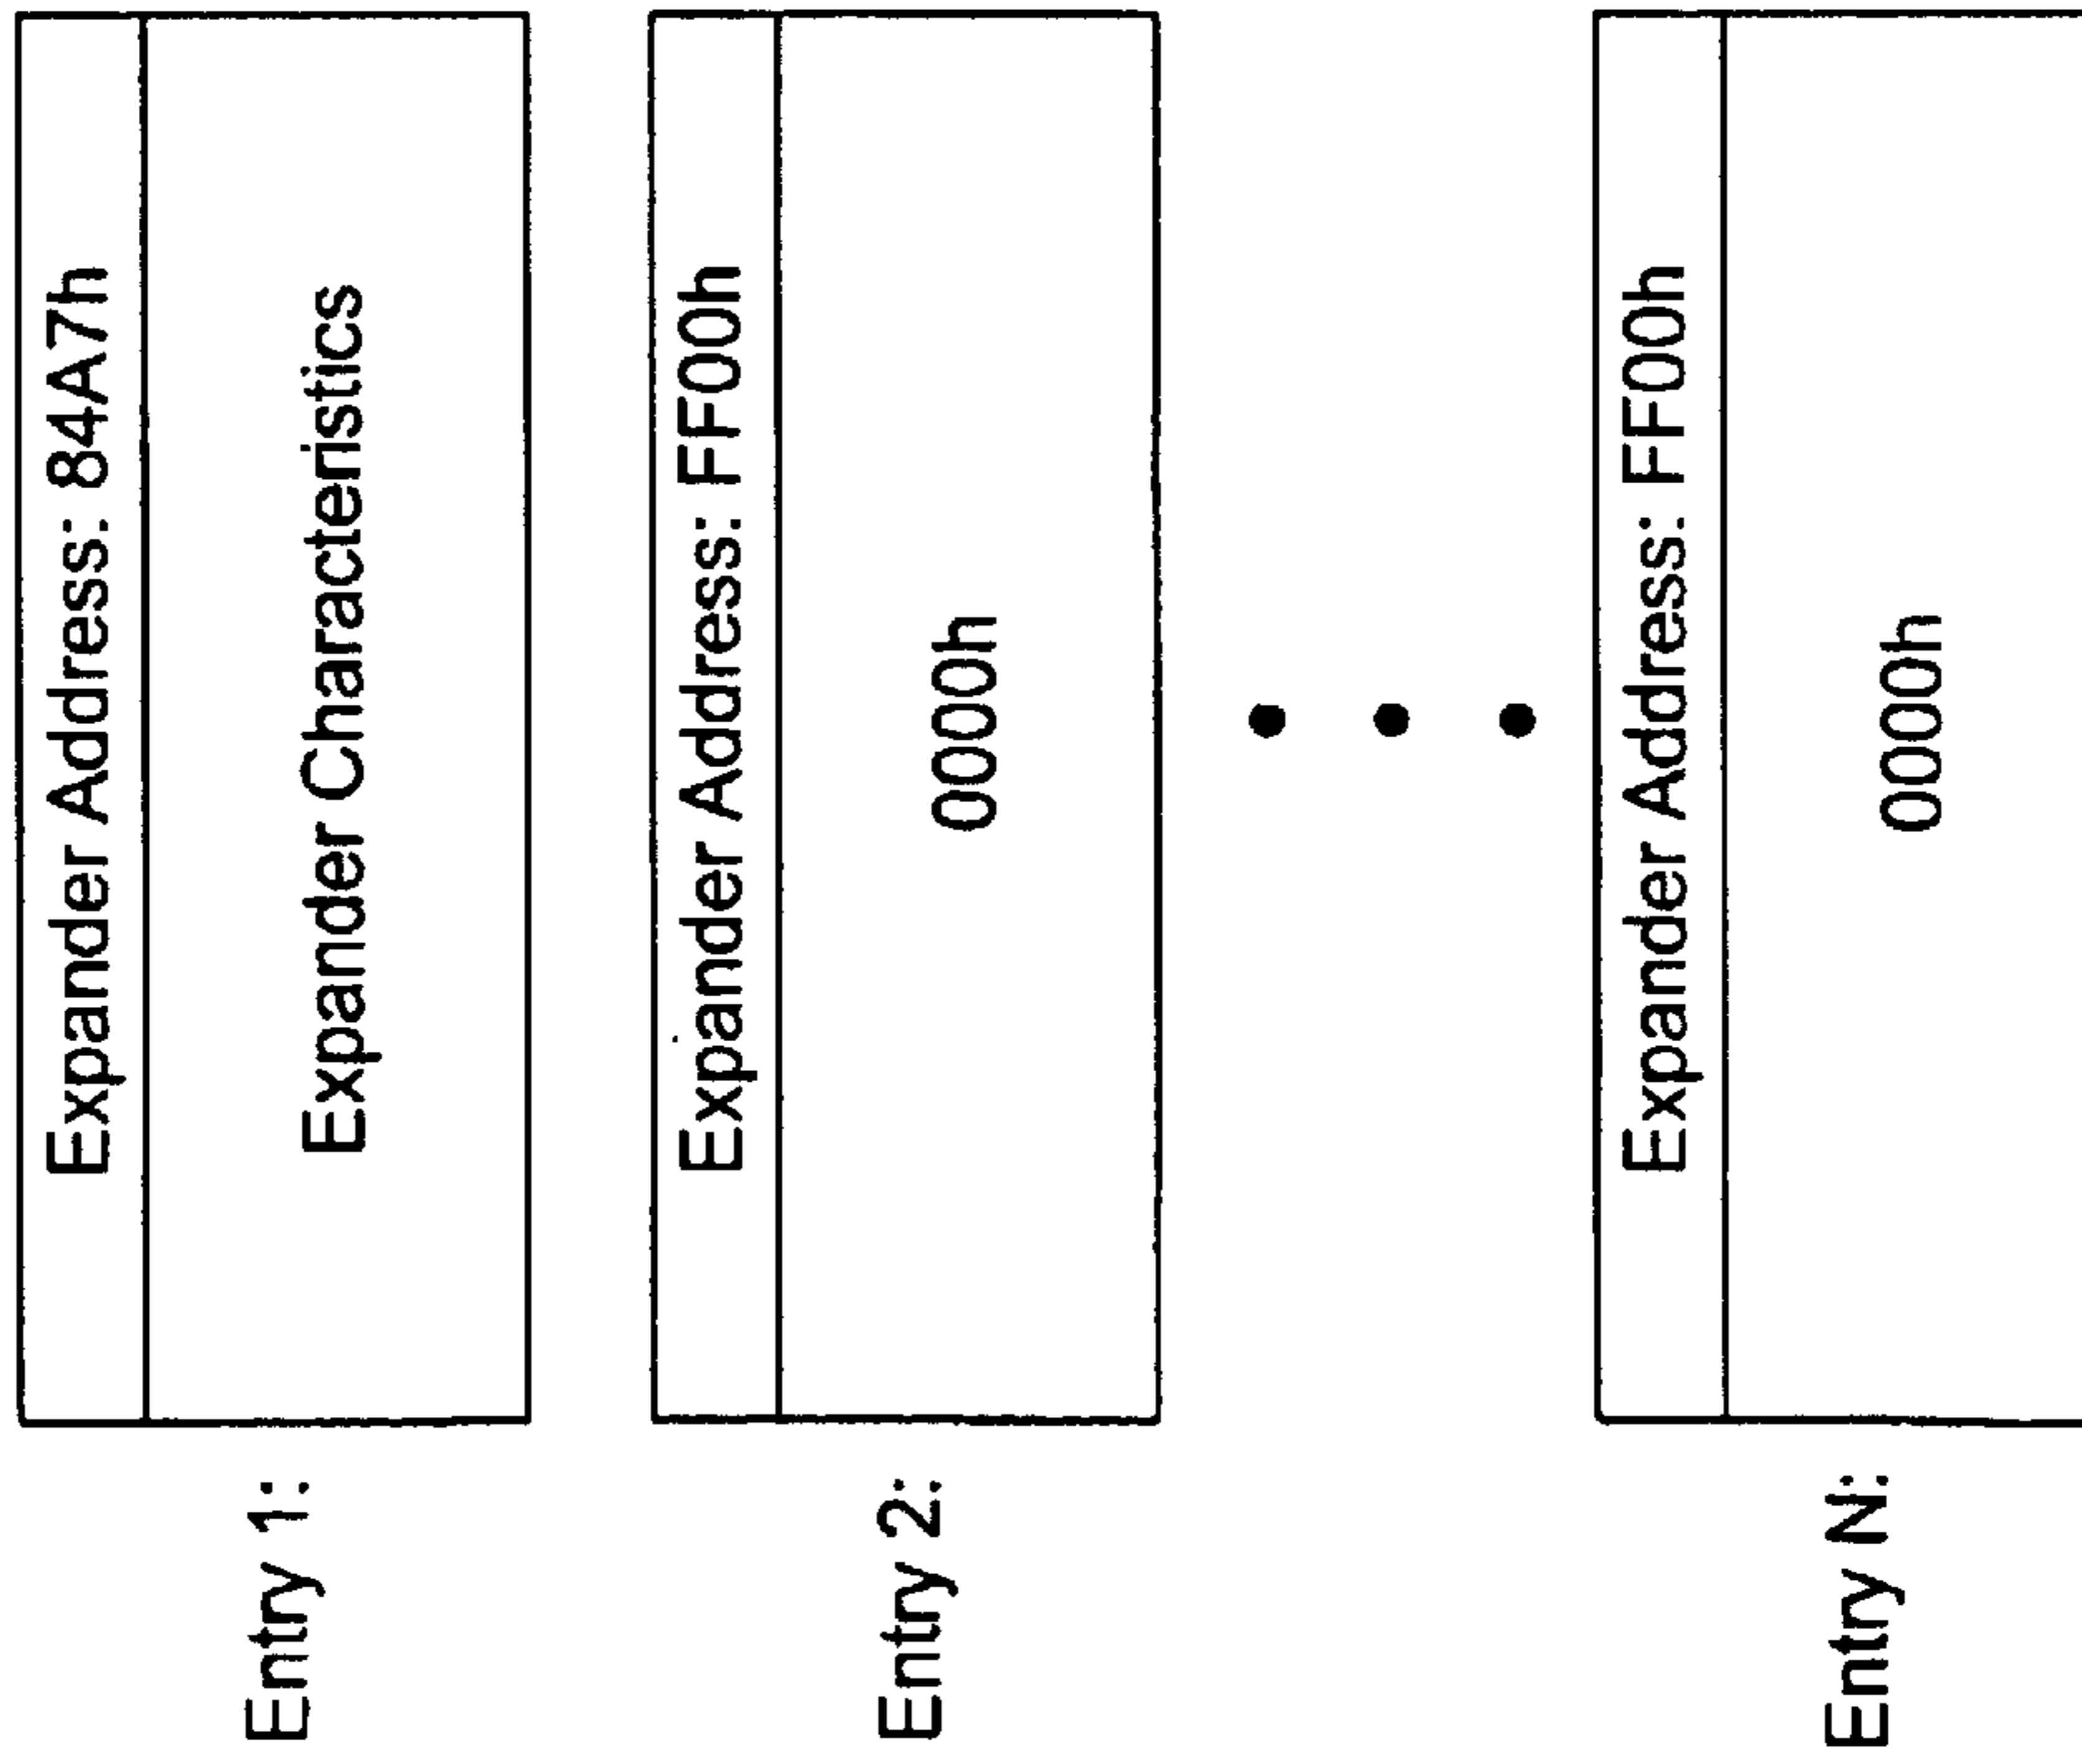 Entry 1:
Expander Address: 84A7h
Expander Characteristics
Entry 2:
Expander Address: FF00h
0000h
Entry N:
Expander Address: FF00h
0000h